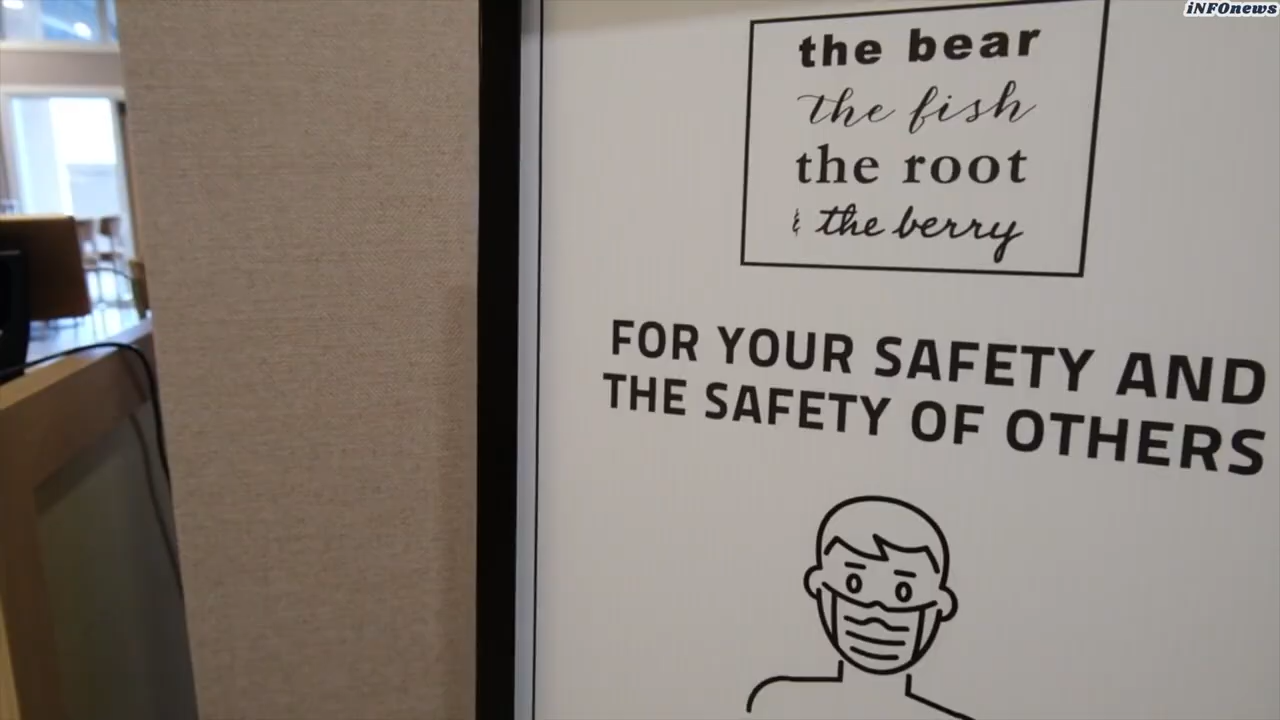 iNFOnews
the bear
the fish
the root
& the berry
FOR YOUR SAFETY AND
THE SAFETY OF OTHERS